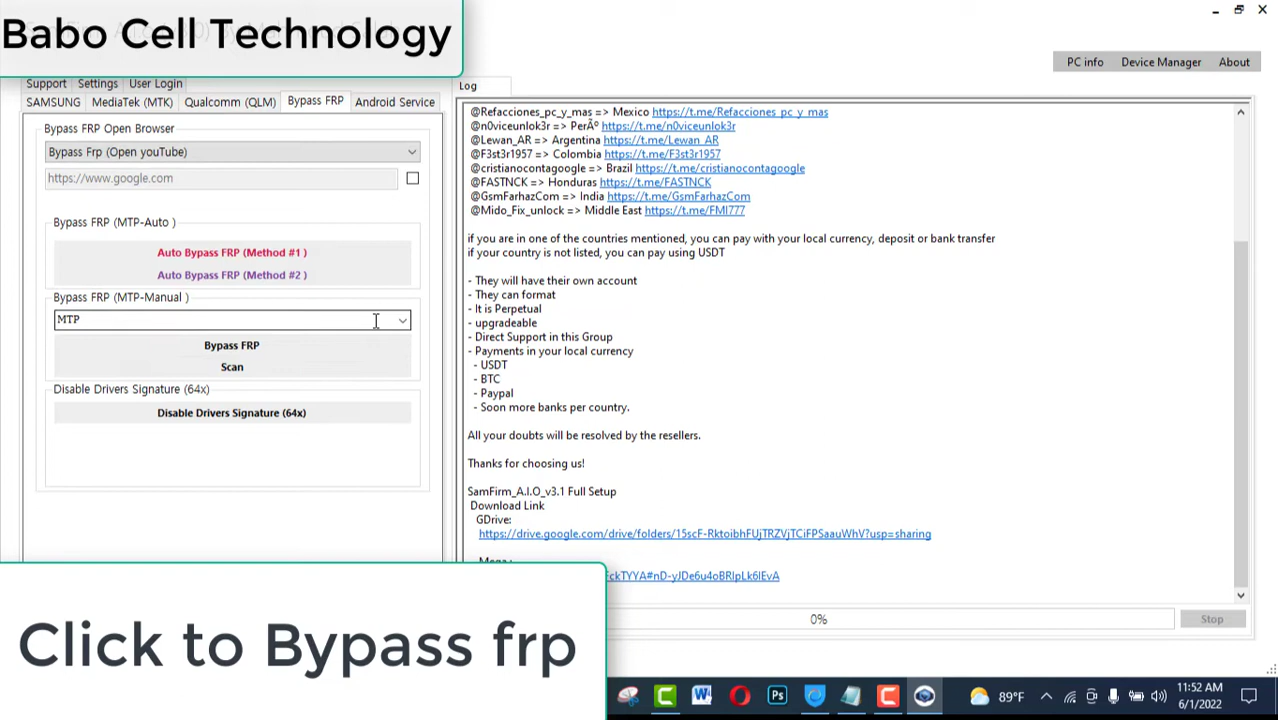 Babo Cell Technology
PC info Device Manager About
Support Settings User Login
SAMSUNG MediaTek (MTK) Qualcomm (QLM) Bypass FRP Android Service
Bypass FRP Open Browser
Bypass Frp (Open youTube)
https://www.google.com
Bypass FRP (MTP-Auto )
Auto Bypass FRP (Method #1 )
Auto Bypass FRP (Method #2 )
Bypass FRP (MTP-Manual )
MTP
Bypass FRP
Scan
Disable Drivers Signature (64x)
Disable Drivers Signature (64x)
Log
@Refacciones_pc_y_mas => Mexico https://t.me/Refacciones_pc_y_mas
@n0viceunlok3r => Perú https://t.me/n0viceunlok3r
@Lewan_AR => Argentina https://t.me/Lewan_AR
@F3st3r1957 => Colombia https://t.me/F3st3r1957
@cristianocontagoogle => Brazil https://t.me/cristianocontagoogle
@FASTNCK => Honduras https://t.me/FASTNCK
@GsmFarhazCom => India https://t.me/GsmFarhazCom
@Mido_Fix_unlock => Middle East https://t.me/FMI777
if you are in one of the countries mentioned, you can pay with your local currency, deposit or bank transfer
if your country is not listed, you can pay using USDT
- They will have their own account
- They can format
- It is Perpetual
- upgradeable
- Direct Support in this Group
- Payments in your local currency
- USDT
- BTC
- Paypal
- Soon more banks per country.
All your doubts will be resolved by the resellers.
Thanks for choosing us!
SamFirm_A.I.O_v3.1 Full Setup
Download Link
GDrive:
https://drive.google.com/drive/folders/15scF-RktoibhFUjTRZVjTCiFPSaauWhV?usp=sharing
fckTYYA#nD-yJDe6u4oBRlpLk6lEvA
0%
Stop
Click to Bypass frp
89°F
11:52 AM
6/1/2022